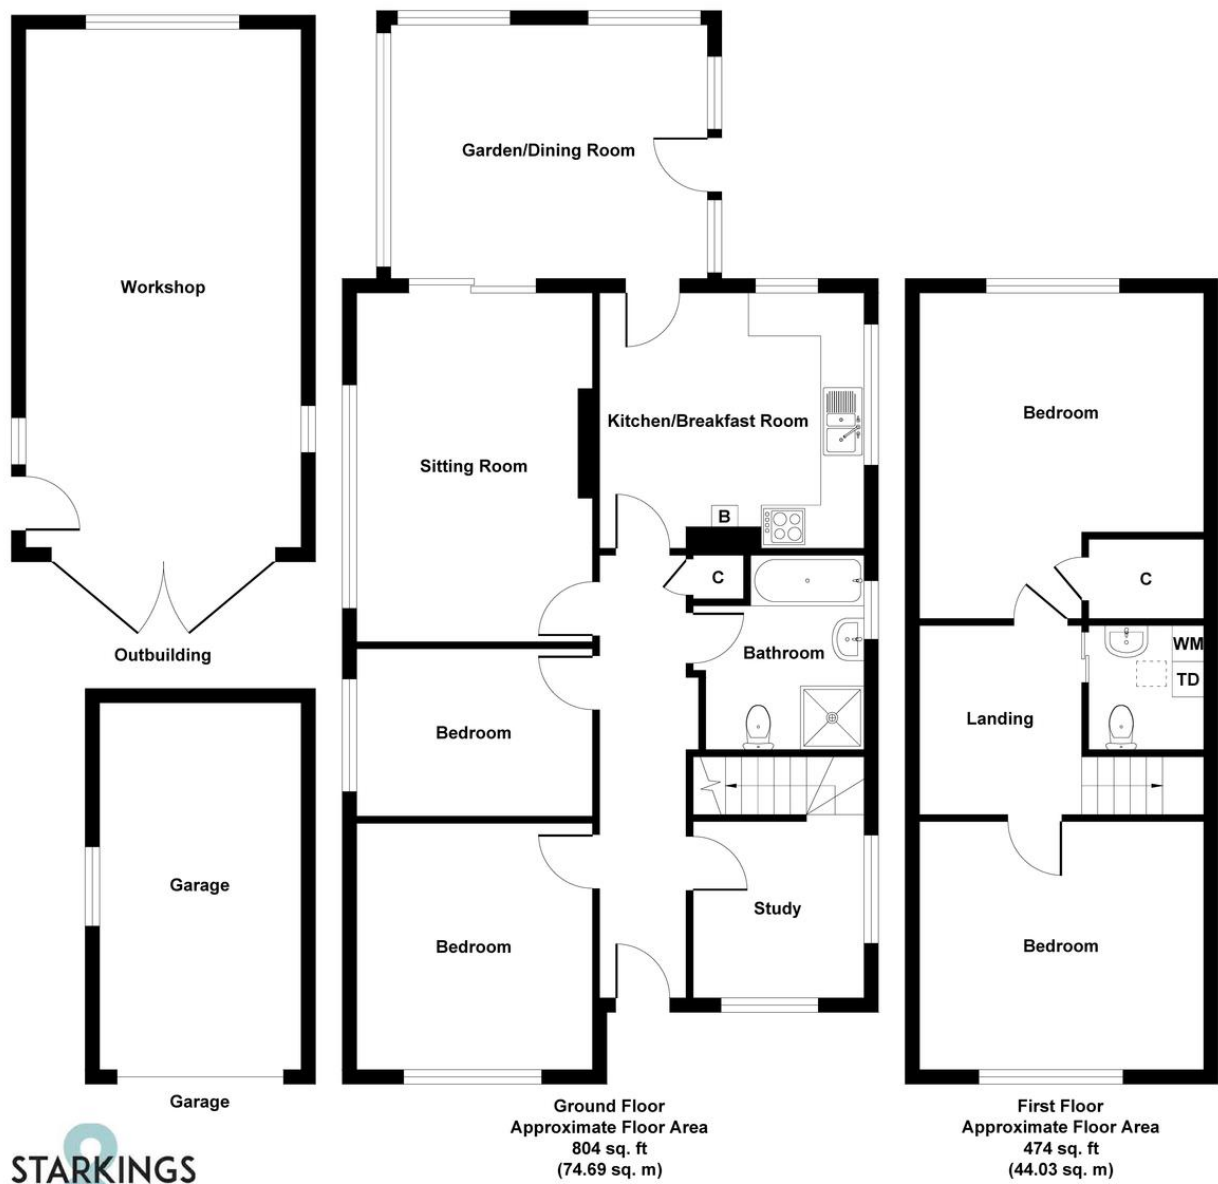 Garden/Dining Room
Workshop
Kitchen/Breakfast Room
Sitting Room
B
C
Bathroom
Bedroom
Bedroom
Study
Outbuilding
Garage
Garage
Bedroom
C
WM
TD
Landing
Bedroom
Ground Floor
Approximate Floor Area
804 sq. ft
(74.69 sq. m)
First Floor
Approximate Floor Area
474 sq. ft
(44.03 sq. m)
STARKINGS